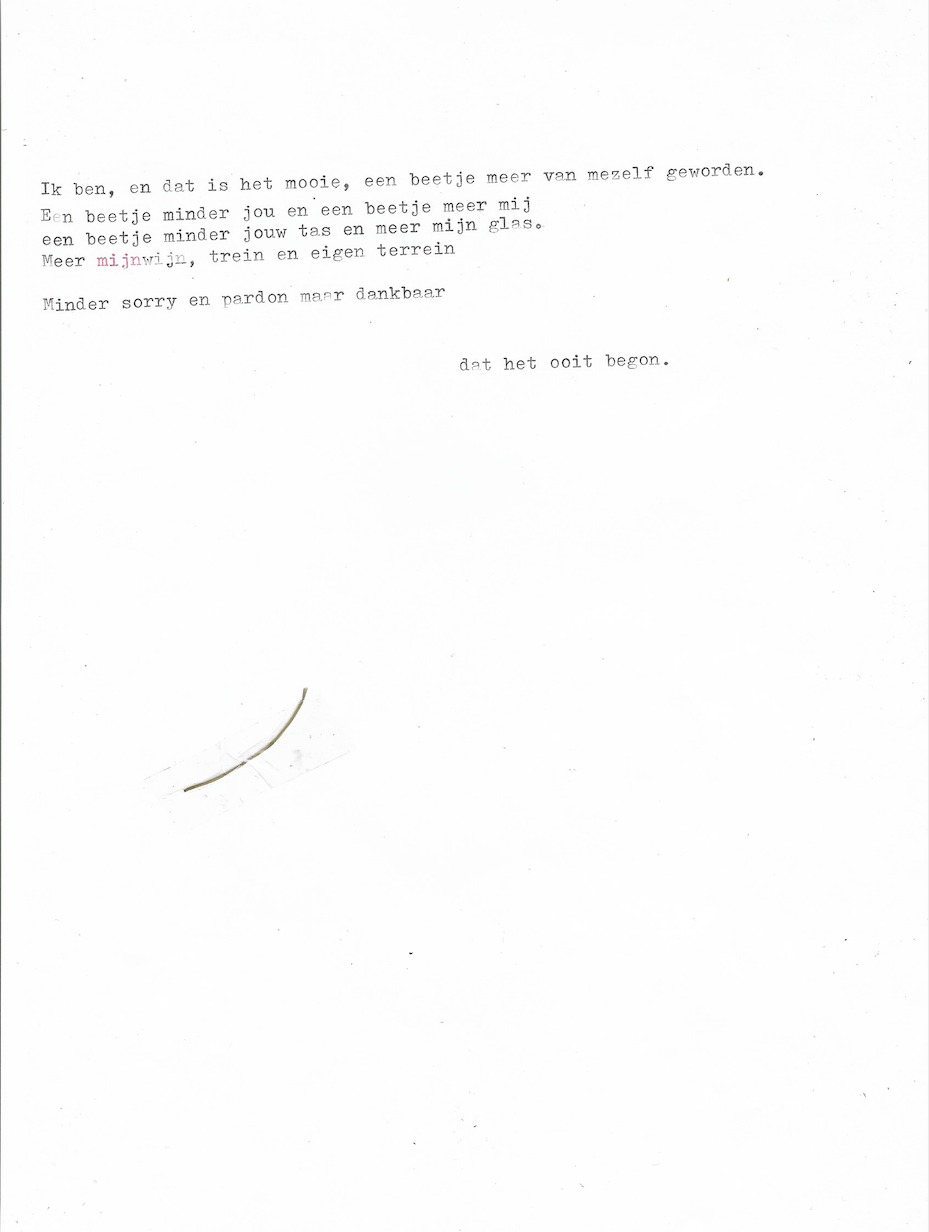 Ik ben, en dat is het mooie, een beetje meer van mezelf geworden.
Een beetje minder jou en een beetje meer mij
een beetje minder jouw tas en meer mijn glas.
Meer mijnwijn, trein en eigen terrein
Minder sorry en pardon maar dankbaar
dat het ooit begon.